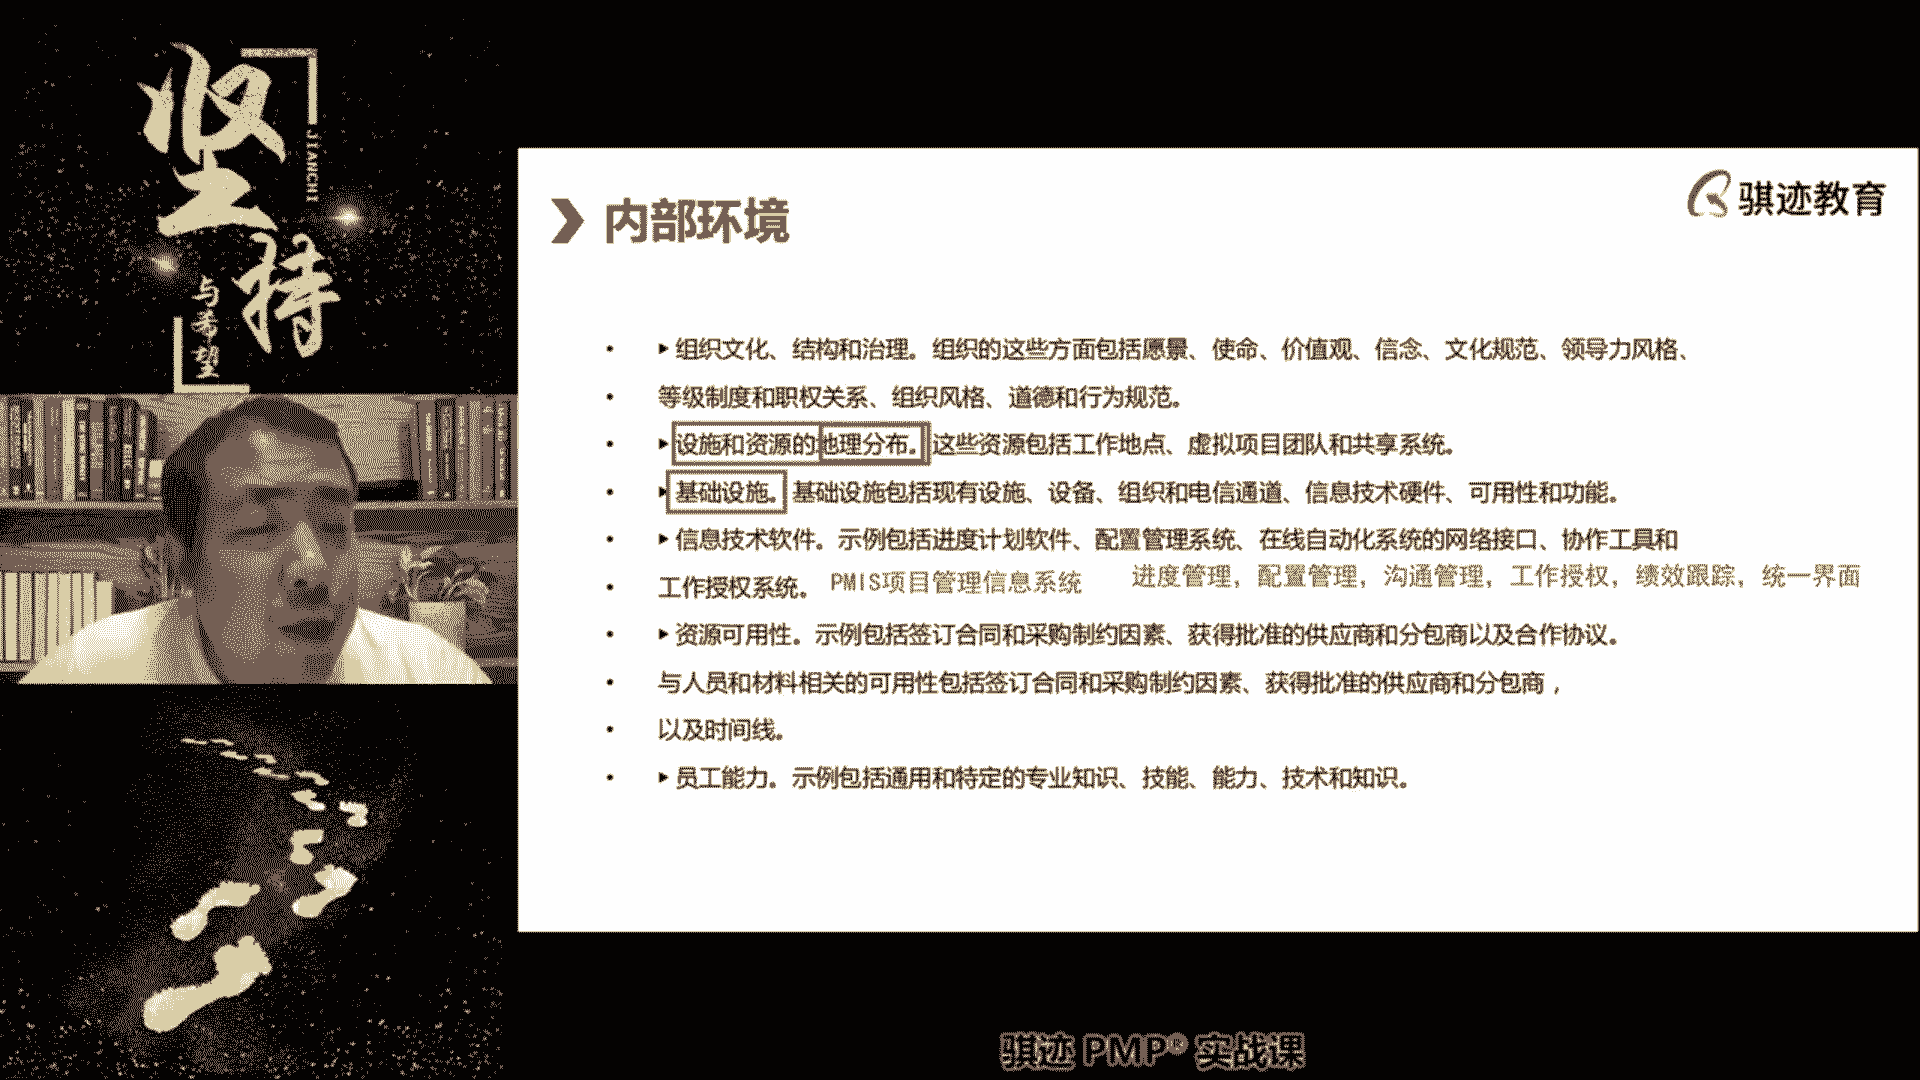 坚持
JIANCHI
与希望
骐迹教育
内部环境
组织文化、结构和治理。组织的这些方面包括愿景、使命、价值观、信念、文化规范、领导力风格、
等级制度和职权关系、组织风格、道德和行为规范。
设施和资源的地理分布。这些资源包括工作地点、虚拟项目团队和共享系统。
基础设施。基础设施包括现有设施、设备、组织和电信通道、信息技术硬件、可用性和功能。
信息技术软件。示例包括进度计划软件、配置管理系统、在线自动化系统的网络接口、协作工具和
工作授权系统。 PMIS项目管理信息系统 进度管理，配置管理，沟通管理，工作授权，绩效跟踪，统一界面
资源可用性。示例包括签订合同和采购制约因素、获得批准的供应商和分包商以及合作协议。
与人员和材料相关的可用性包括签订合同和采购制约因素、获得批准的供应商和分包商，
以及时间线。
员工能力。示例包括通用和特定的专业知识、技能、能力、技术和知识。
骐迹 PMP® 实战课